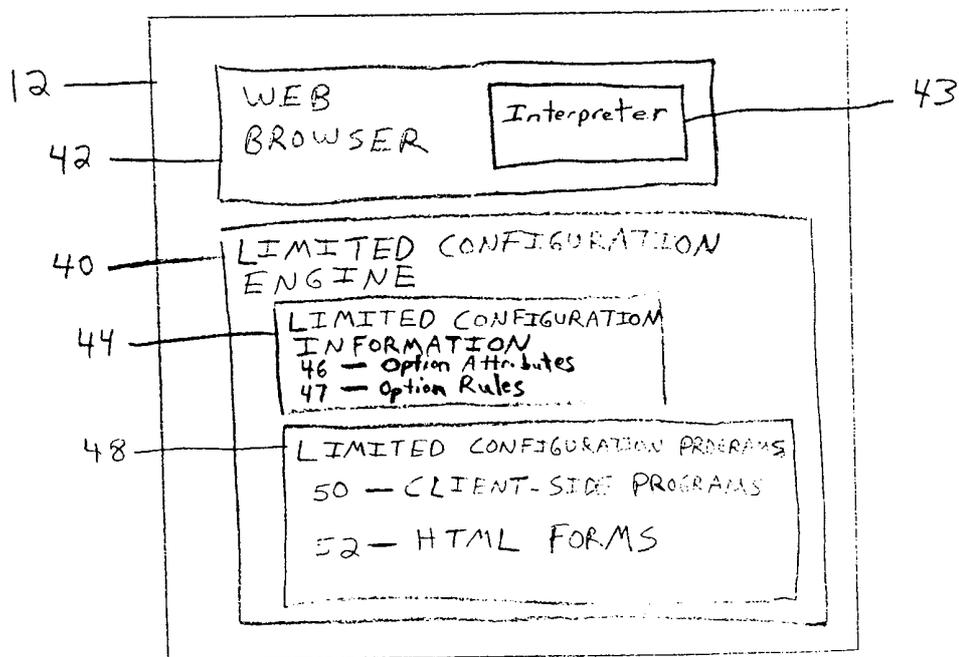 12
WEB
BROWSER
Interpreter
43
42
40
LIMITED CONFIGURATION
ENGINE
44
LIMITED CONFIGURATION
INFORMATION
46 — Option Attributes
47 — Option Rules
48
LIMITED CONFIGURATION PROGRAMS
50 — CLIENT-SIDE PROGRAMS
52 — HTML FORMS